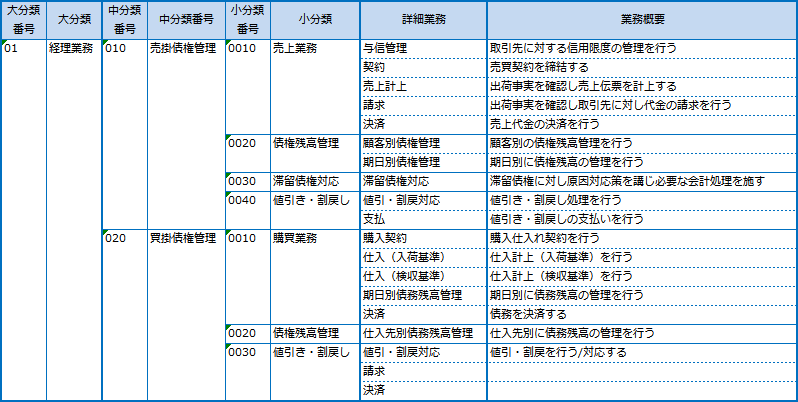 大分類番号 大分類 中分類番号 中分類番号 小分類番号 小分類 詳細業務 業務概要
01 経理業務 010 売掛債権管理 0010 売上業務 与信管理 取引先に対する信用限度の管理を行う
契約 売買契約を締結する
売上計上 出荷事実を確認し売上伝票を計上する
請求 出荷事実を確認し取引先に対し代金の請求を行う
決済 売上代金の決済を行う
0020 債権残高管理 顧客別債権管理 顧客別の債権残高管理を行う
期日別債権管理 期日別に債権残高の管理を行う
0030 滞留債権対応 滞留債権対応 滞留債権に対し原因対応策を講じ必要な会計処理を施す
0040 値引き・割戻し 値引・割戻対応 値引き・割戻し処理を行う
支払 値引き・割戻しの支払いを行う
020 買掛債権管理 0010 購買業務 購入契約 購入仕入れ契約を行う
仕入（入荷基準） 仕入計上（入荷基準）を行う
仕入（検収基準） 仕入計上（検収基準）を行う
期日別債務残高管理 期日別に債務残高の管理を行う
決済 債務を決済する
0020 債権残高管理 仕入先別債務残高管理 仕入先別に債務残高の管理を行う
0030 値引き・割戻し 値引・割戻対応 値引・割戻を行う/対応する
請求
決済